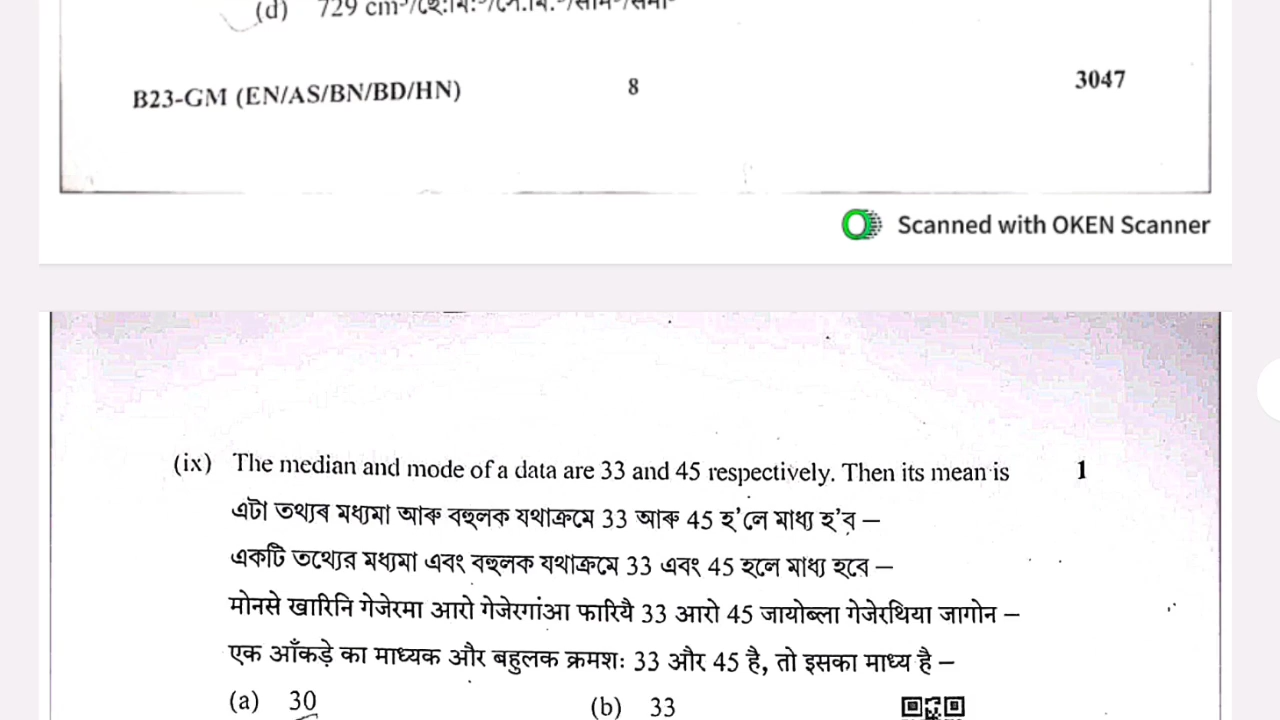 (d) 729 cm³/
B23-GM (EN/AS/BN/BD/HN) 8 3047
Scanned with OKEN Scanner
(ix) The median and mode of a data are 33 and 45 respectively. Then its mean is 1
এটা তথ্যৰ মধ্যমা আৰু বহুলক যথাক্ৰমে 33 আৰু 45 হ’লে মাধ্য হ’ব –
একটি তথ্যের মধ্যমা এবং বহুলক যথাক্রমে 33 এবং 45 হলে মাধ্য হবে –
मोनसे खारिनि गेजेरमा आरो गेजेरगांआ फारियै 33 आरो 45 जायोब्ला गेजेरथिया जागोन –
एक आँकड़े का माध्यक और बहुलक क्रमशः 33 और 45 है, तो इसका माध्य है –
(a) 30 (b) 33